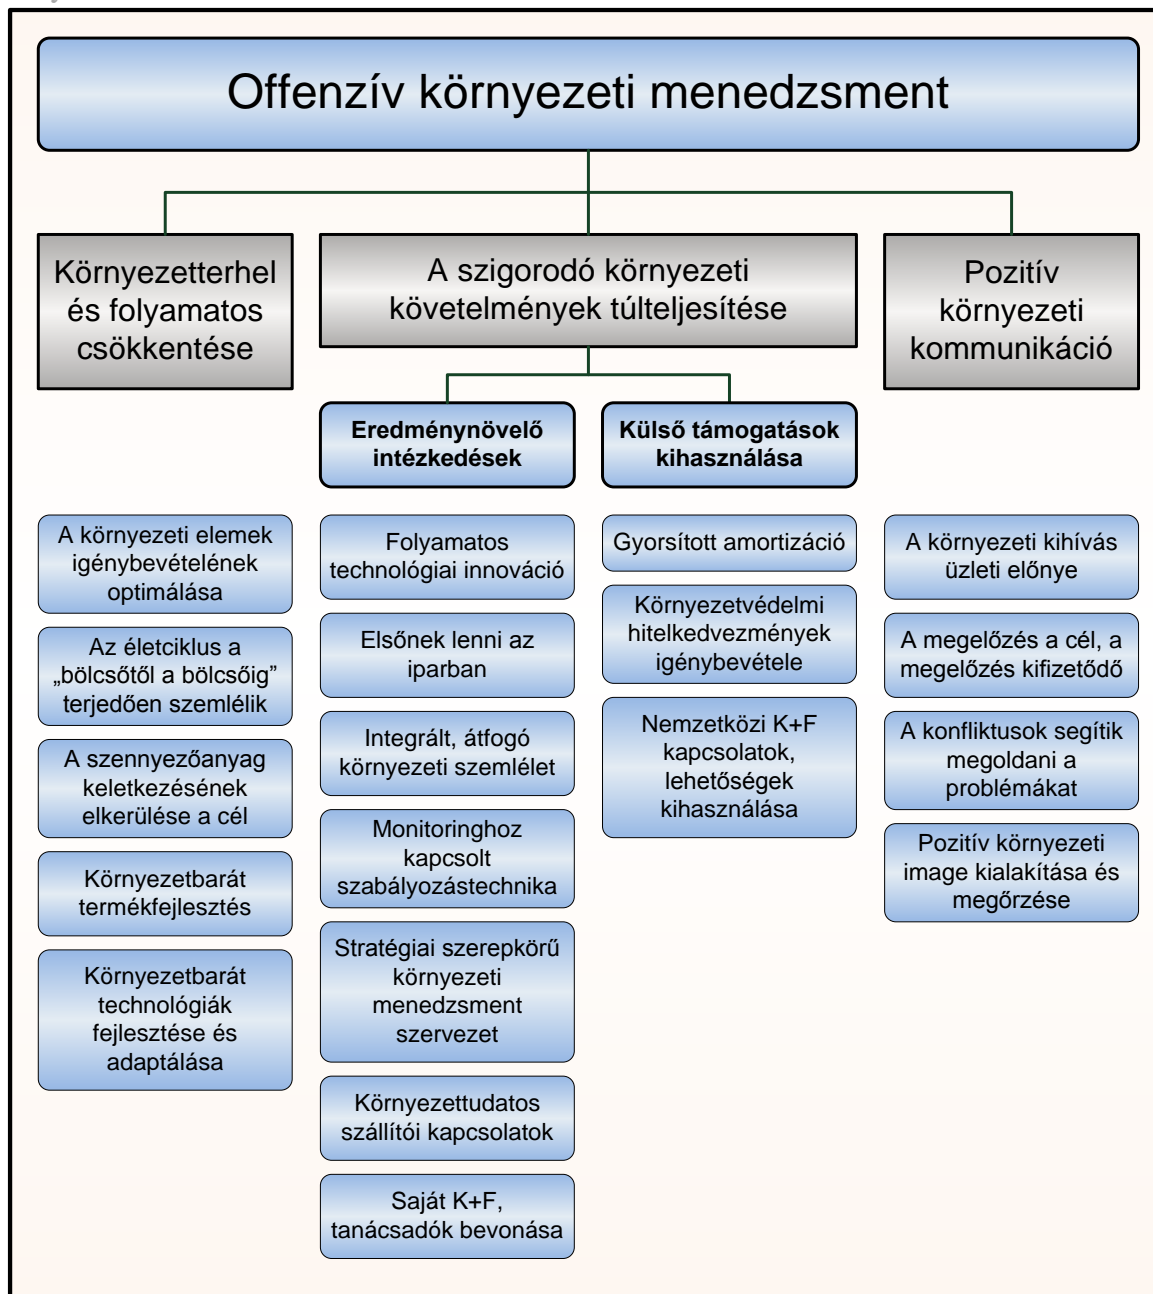 Offenzív környezeti menedzsment
Környezetterhel
és folyamatos
csökkentése
A szigorodó környezeti
követelmények túlteljesítése
Pozitív
környezeti
kommunikáció
Eredménynövelő
intézkedések
Külső támogatások
kihasználása
A környezeti elemek
igénybevételének
optimálása
Az életciklus a
„bölcsőtől a bölcsőig”
terjedően szemlélik
A szennyezőanyag
keletkezésének
elkerülése a cél
Környezetbarát
termékfejlesztés
Környezetbarát
technológiák
fejlesztése és
adaptálása
Folyamatos
technológiai innováció
Elsőnek lenni az
iparban
Integrált, átfogó
környezeti szemlélet
Monitoringhoz
kapcsolt
szabályozástechnika
Stratégiai szerepkörű
környezeti
menedzsment
szervezet
Környezettudatos
szállítói kapcsolatok
Saját K+F,
tanácsadók bevonása
Gyorsított amortizáció
Környezetvédelmi
hitelkedvezmények
igénybevétele
Nemzetközi K+F
kapcsolatok,
lehetőségek
kihasználása
A környezeti kihívás
üzleti előnye
A megelőzés a cél, a
megelőzés kifizetődő
A konfliktusok segítik
megoldani a
problémákat
Pozitív környezeti
image kialakítása és
megőrzése